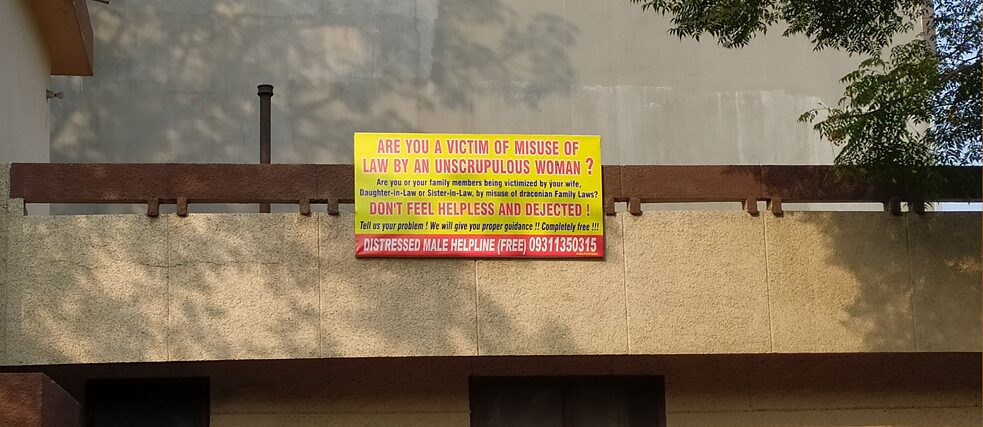 ARE YOU A VICTIM OF MISUSE OF
LAW BY AN UNSCRUPULOUS WOMAN ?
Are you or your family members being victimized by your wife,
Daughter-in-Law or Sister-in-Law, by misuse of draconian Family Laws?
DON'T FEEL HELPLESS AND DEJECTED !
Tell us your problem ! We will give you proper guidance !! Completely free !!!
DISTRESSED MALE HELPLINE (FREE) 09311350315